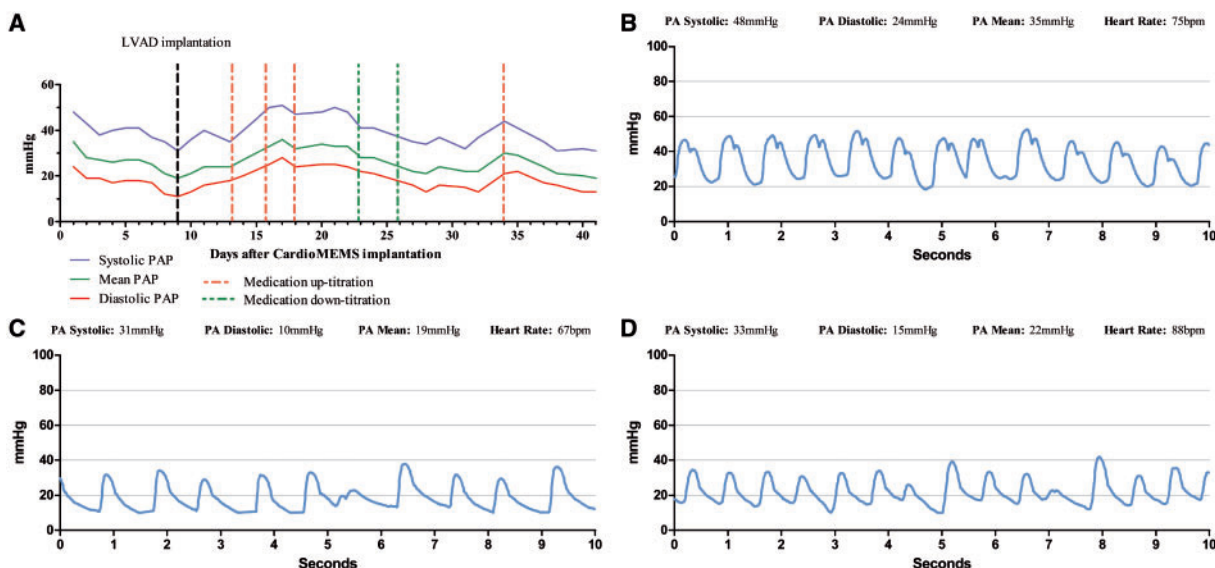 A
LVAD implantation
mmHg
60
40
20
0
0 5 10 15 20 25 30 35 40
Days after CardioMEMS implantation
Systolic PAP
Mean PAP
Diastolic PAP
Medication up-titration
Medication down-titration
B
PA Systolic: 48mmHg PA Diastolic: 24mmHg PA Mean: 35mmHg Heart Rate: 75bpm
mmHg
100
80
60
40
20
0
0 1 2 3 4 5 6 7 8 9 10
Seconds
C
PA Systolic: 31mmHg PA Diastolic: 10mmHg PA Mean: 19mmHg Heart Rate: 67bpm
mmHg
100
80
60
40
20
0
0 1 2 3 4 5 6 7 8 9 10
Seconds
D
PA Systolic: 33mmHg PA Diastolic: 15mmHg PA Mean: 22mmHg Heart Rate: 88bpm
mmHg
100
80
60
40
20
0
0 1 2 3 4 5 6 7 8 9 10
Seconds